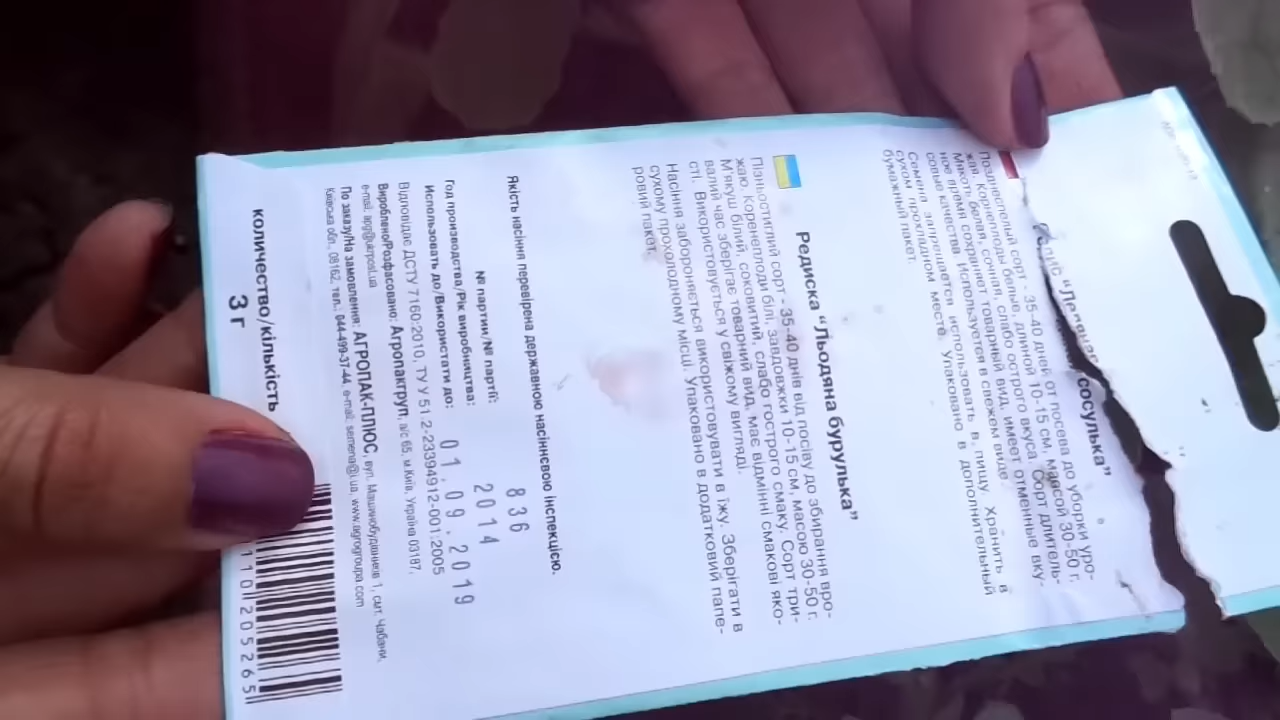 "Ледяная сосулька"
Позднеспелый сорт - 35-40 дней от посева до уборки уро-
жая. Корнеплоды белые, длиной 10-15 см, массой 30-50 г.
Мякоть белая, сочная, слабо острого вкуса. Сорт длитель-
ное время сохраняет товарный вид, имеет отменные вку-
совые качества. Используется в свежем виде.
Семена запрещается использовать в пищу. Хранить в
сухом прохладном месте. Упаковано в дополнительный
бумажный пакет.
Редиска "Льодяна бурулька"
Пізньостиглий сорт - 35-40 днів від посіву до збирання вро-
жаю. Коренеплоди білі, завдовжки 10-15 см, масою 30-50 г.
М'якуш білий, соковитий, слабо гострого смаку. Сорт три-
валий час зберігає товарний вид, має відмінні смакові яко-
сті. Використовується у свіжому вигляді.
Насіння забороняється використовувати в їжу. Зберігати в
сухому прохолодному місці. Упаковано в додатковий папе-
ровий пакет.
Якість насіння перевірена державною насіннєвою інспекцією.
№ партии/№ партії: 836
Год производства/Рік виробництва: 2014
Использовать до/Використати до: 01.09.2019
Відповідає ДСТУ 7160:2010, ТУ У 51.2-23394912-001:2005
Вироблено/Розфасовано: Агропакгруп, а/с 65, м.Київ, Україна 03187,
e-mail: apg@ukrpost.ua
По заказу/На замовлення: АГРОПАК-ПЛЮС, вул. Машинобудівників 1, смт. Чабани,
Київська обл., 08162, тел.: 044-499-37-44, e-mail: semena@i.ua, www.agrogroupa.com
количество/кількість
3 г
110205265